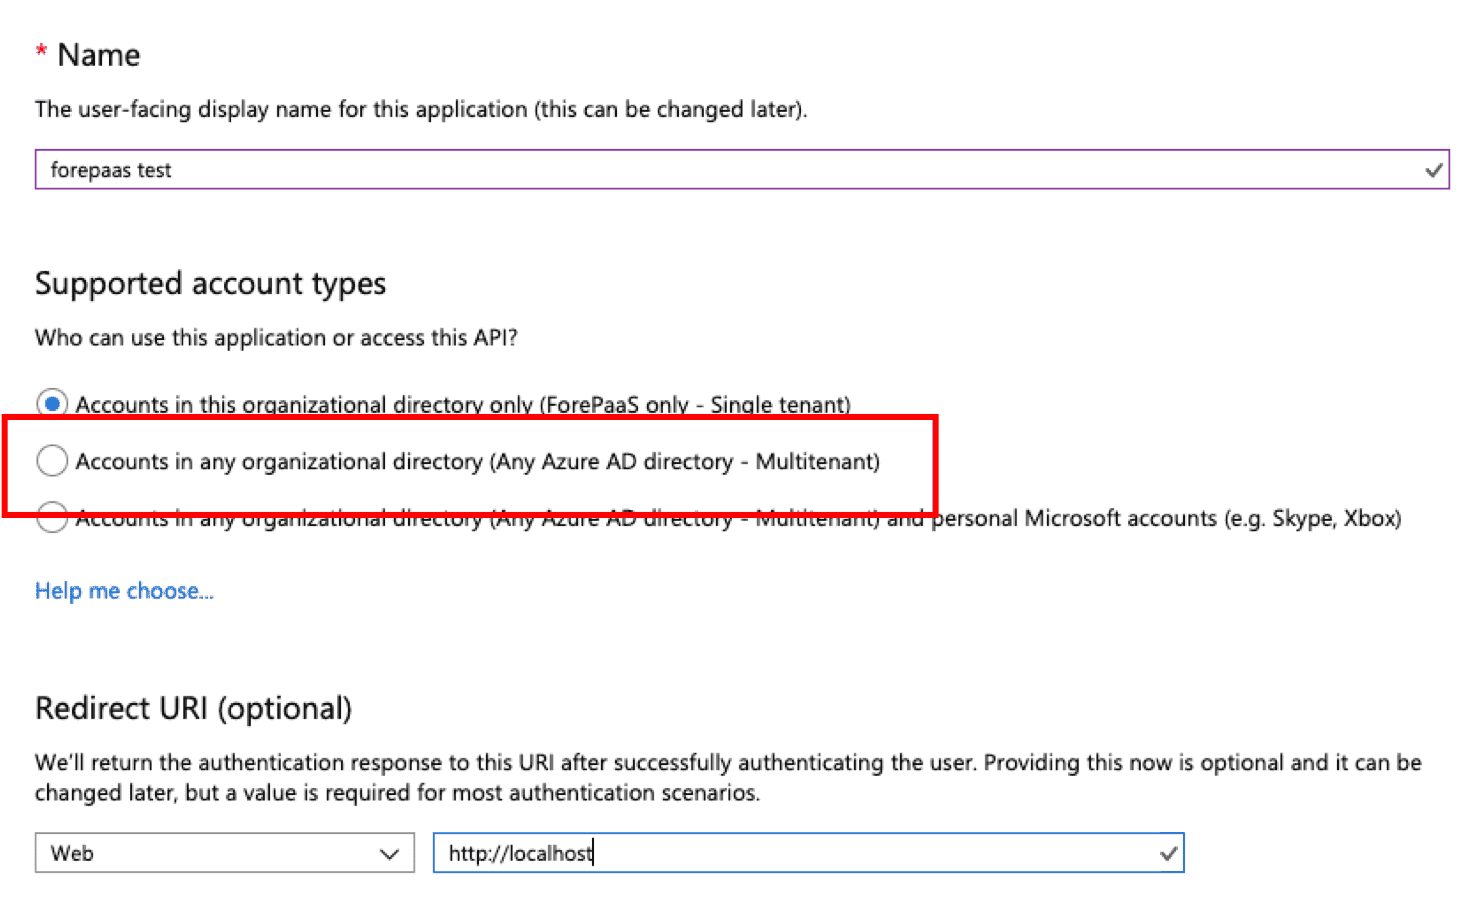 * Name
The user-facing display name for this application (this can be changed later).
forepaas test
Supported account types
Who can use this application or access this API?
Accounts in this organizational directory only (ForePaaS only - Single tenant)
Accounts in any organizational directory (Any Azure AD directory - Multitenant)
Accounts in any organizational directory (Any Azure AD directory - Multitenant) and personal Microsoft accounts (e.g. Skype, Xbox)
Help me choose...
Redirect URI (optional)
We'll return the authentication response to this URI after successfully authenticating the user. Providing this now is optional and it can be
changed later, but a value is required for most authentication scenarios.
Web http://localhost